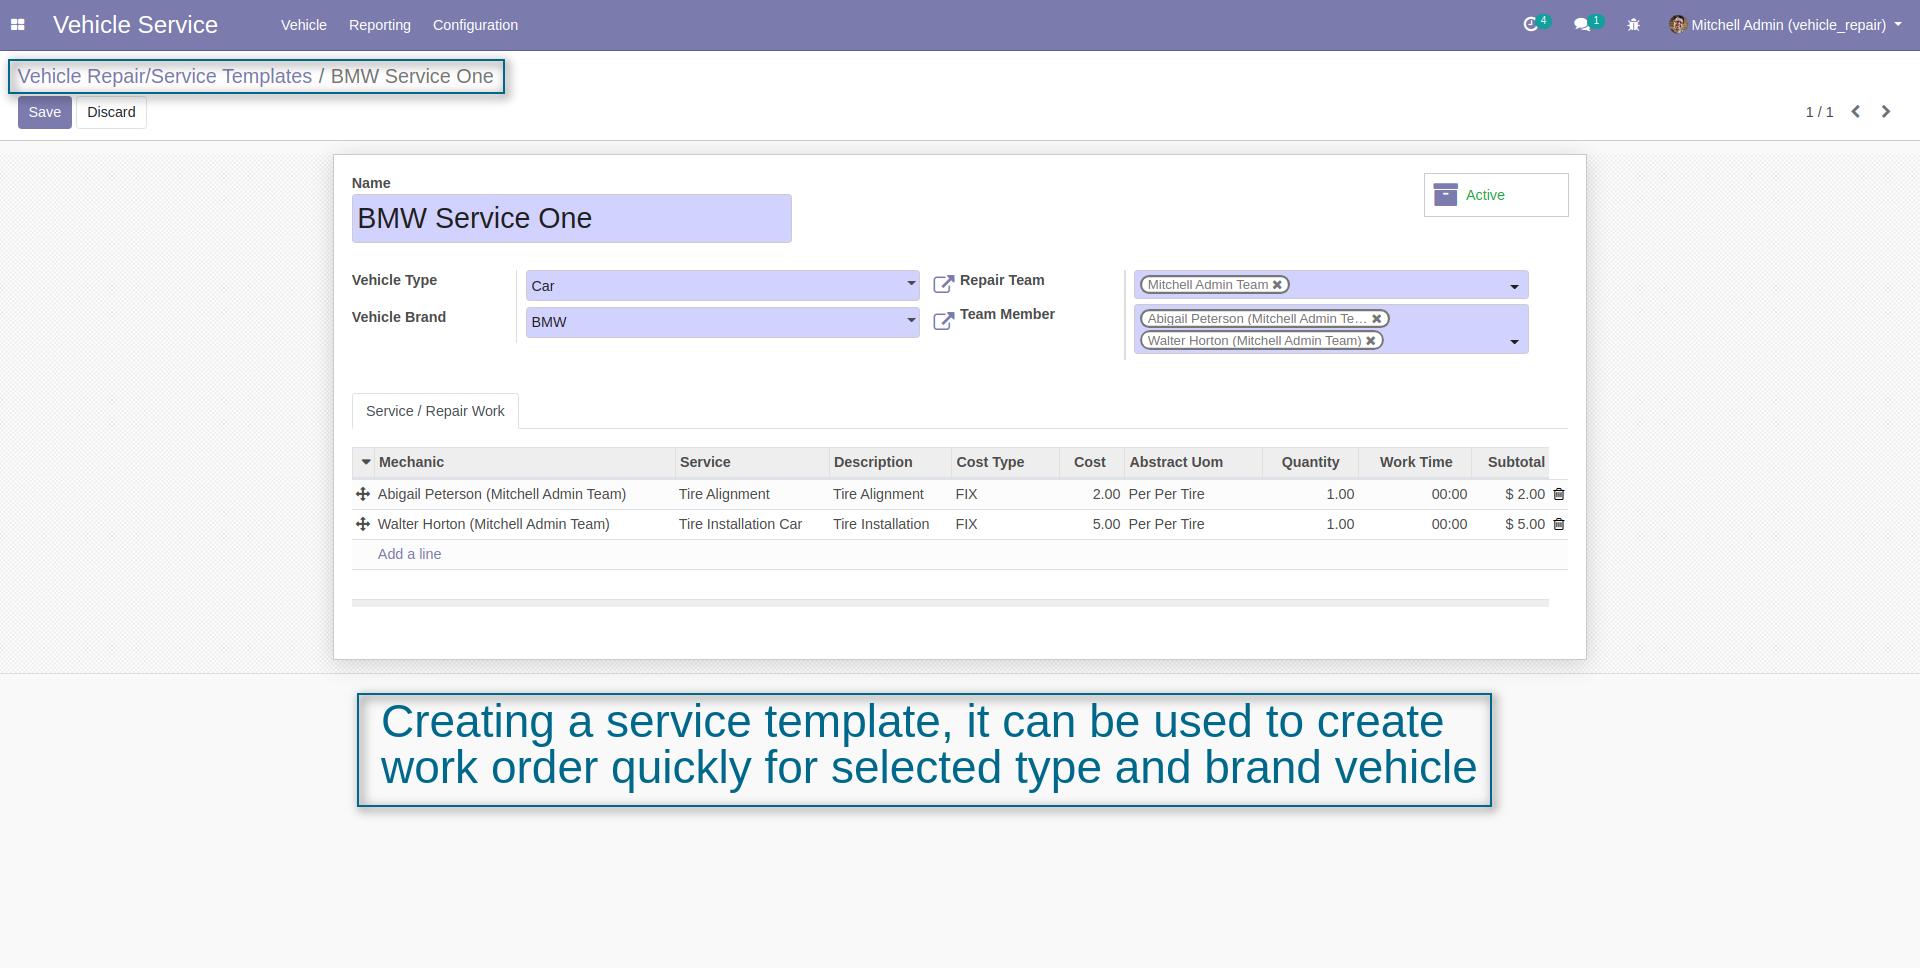 Vehicle Service Vehicle Reporting Configuration 4 1 Mitchell Admin (vehicle_repair)
Vehicle Repair/Service Templates / BMW Service One
Save Discard 1 / 1
Name
BMW Service One
Active
Vehicle Type Car Repair Team Mitchell Admin Team
Vehicle Brand BMW Team Member Abigail Peterson (Mitchell Admin Te...
Walter Horton (Mitchell Admin Team)
Service / Repair Work
Mechanic Service Description Cost Type Cost Abstract Uom Quantity Work Time Subtotal
Abigail Peterson (Mitchell Admin Team) Tire Alignment Tire Alignment FIX 2.00 Per Per Tire 1.00 00:00 $ 2.00
Walter Horton (Mitchell Admin Team) Tire Installation Car Tire Installation FIX 5.00 Per Per Tire 1.00 00:00 $ 5.00
Add a line
Creating a service template, it can be used to create
work order quickly for selected type and brand vehicle